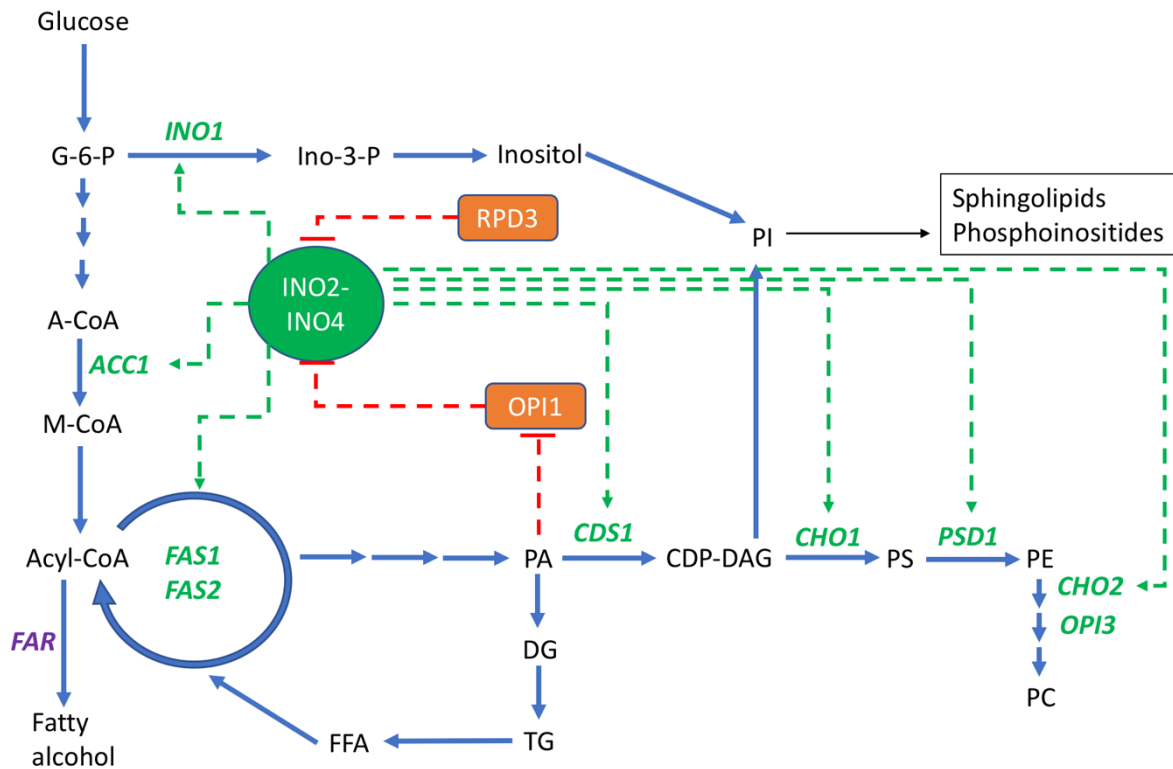 Glucose
INO1
G-6-P
Ino-3-P
Inositol
RPD3
PI
Sphingolipids
Phosphoinositides
INO2-
INO4
A-CoA
ACC1
M-CoA
OPI1
Acyl-CoA
FAS1
FAS2
PA
CDS1
CDP-DAG
CHO1
PS
PSD1
PE
CHO2
OPI3
PC
FAR
DG
Fatty
alcohol
FFA
TG